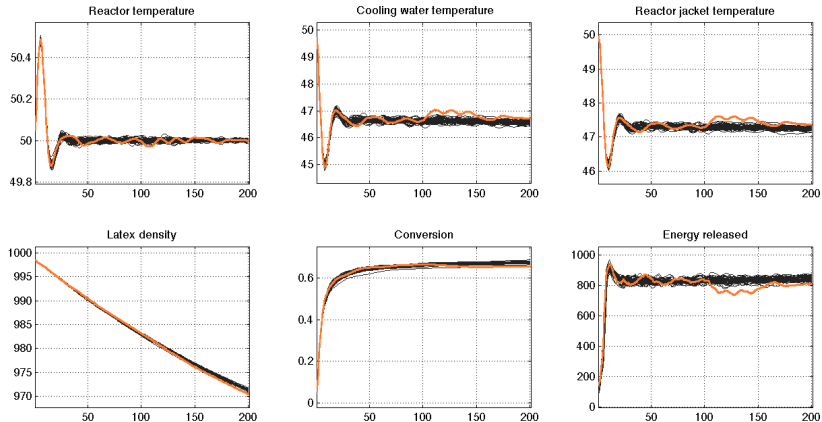 Reactor temperature
50.4
50.2
50
49.8
50 100 150 200
Cooling water temperature
50
49
48
47
46
45
50 100 150 200
Reactor jacket temperature
50
49
48
47
46
50 100 150 200
Latex density
1000
995
990
985
980
975
970
50 100 150 200
Conversion
0.6
0.4
0.2
0
50 100 150 200
Energy released
1000
800
600
400
200
0
50 100 150 200